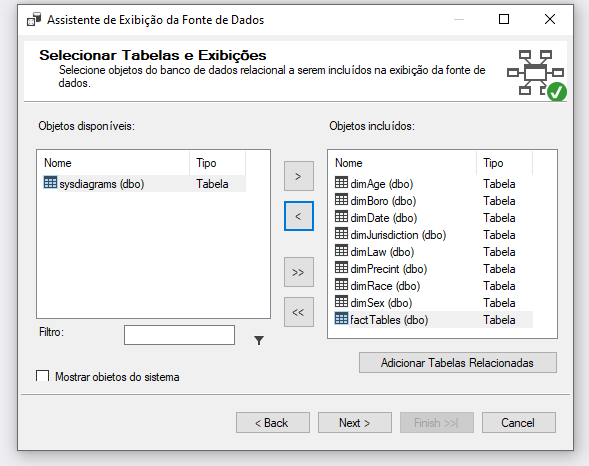 Assistente de Exibição da Fonte de Dados
Selecionar Tabelas e Exibições
Selecione objetos do banco de dados relacional a serem incluídos na exibição da fonte de
dados.
Objetos disponíveis:
Objetos incluídos:
Nome Tipo
sysdiagrams (dbo) Tabela
>
<
>>
<<
Nome Tipo
dimAge (dbo) Tabela
dimBoro (dbo) Tabela
dimDate (dbo) Tabela
dimJurisdiction (dbo) Tabela
dimLaw (dbo) Tabela
dimPrecint (dbo) Tabela
dimRace (dbo) Tabela
dimSex (dbo) Tabela
factTables (dbo) Tabela
Filtro:
Adicionar Tabelas Relacionadas
Mostrar objetos do sistema
< Back Next > Finish >>| Cancel